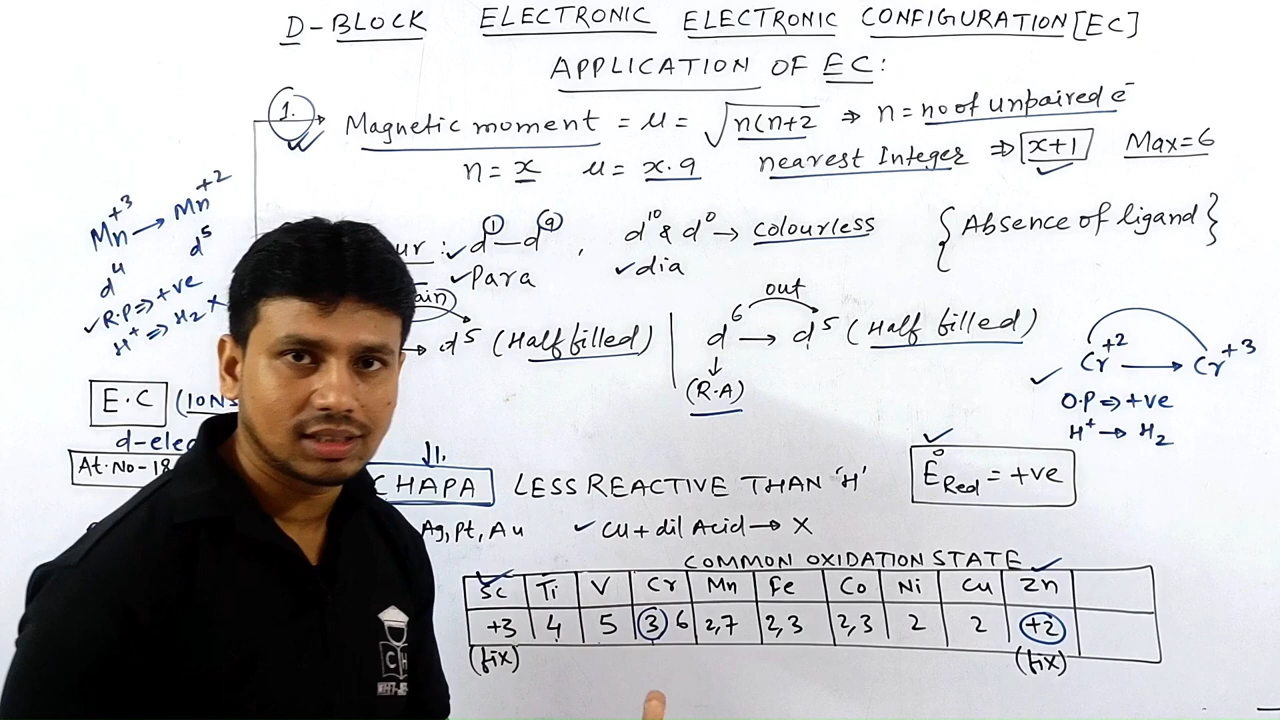 D-BLOCK ELECTRONIC ELECTRONIC CONFIGURATION [EC]
APPLICATION OF EC:
1. Magnetic moment = μ = √n(n+2 ⇒ n = no of unpaired e⁻
n = x μ = x.9 nearest Integer ⇒ x+1 Max=6
Mn+3 → Mn+2
d⁴ d⁵
R.P ⇒ +ve
H⁺ ⇒ H₂ X
ur : ✓ d① – d⑨ , d¹⁰ & d⁰ → colourless { Absence of ligand }
✓ Para ✓ dia
ain
→ d⁵ (Half filled)
out
d⁶ → d⁵ (Half filled)
↓
(R.A)
Cr+2 → Cr+3
O.P ⇒ +ve
H⁺ → H₂
E.C (IONS
d-elec
At.No-18
CHAPA LESS REACTIVE THAN 'H'
E°Red = +ve
Ag, Pt, Au ✓ Cu + dil Acid → X
COMMON OXIDATION STATE ✓
Sc Ti V Cr Mn Fe Co Ni Cu Zn
+3 4 5 3 6 2,7 2,3 2,3 2 2 +2
(fix) (fix)
C H